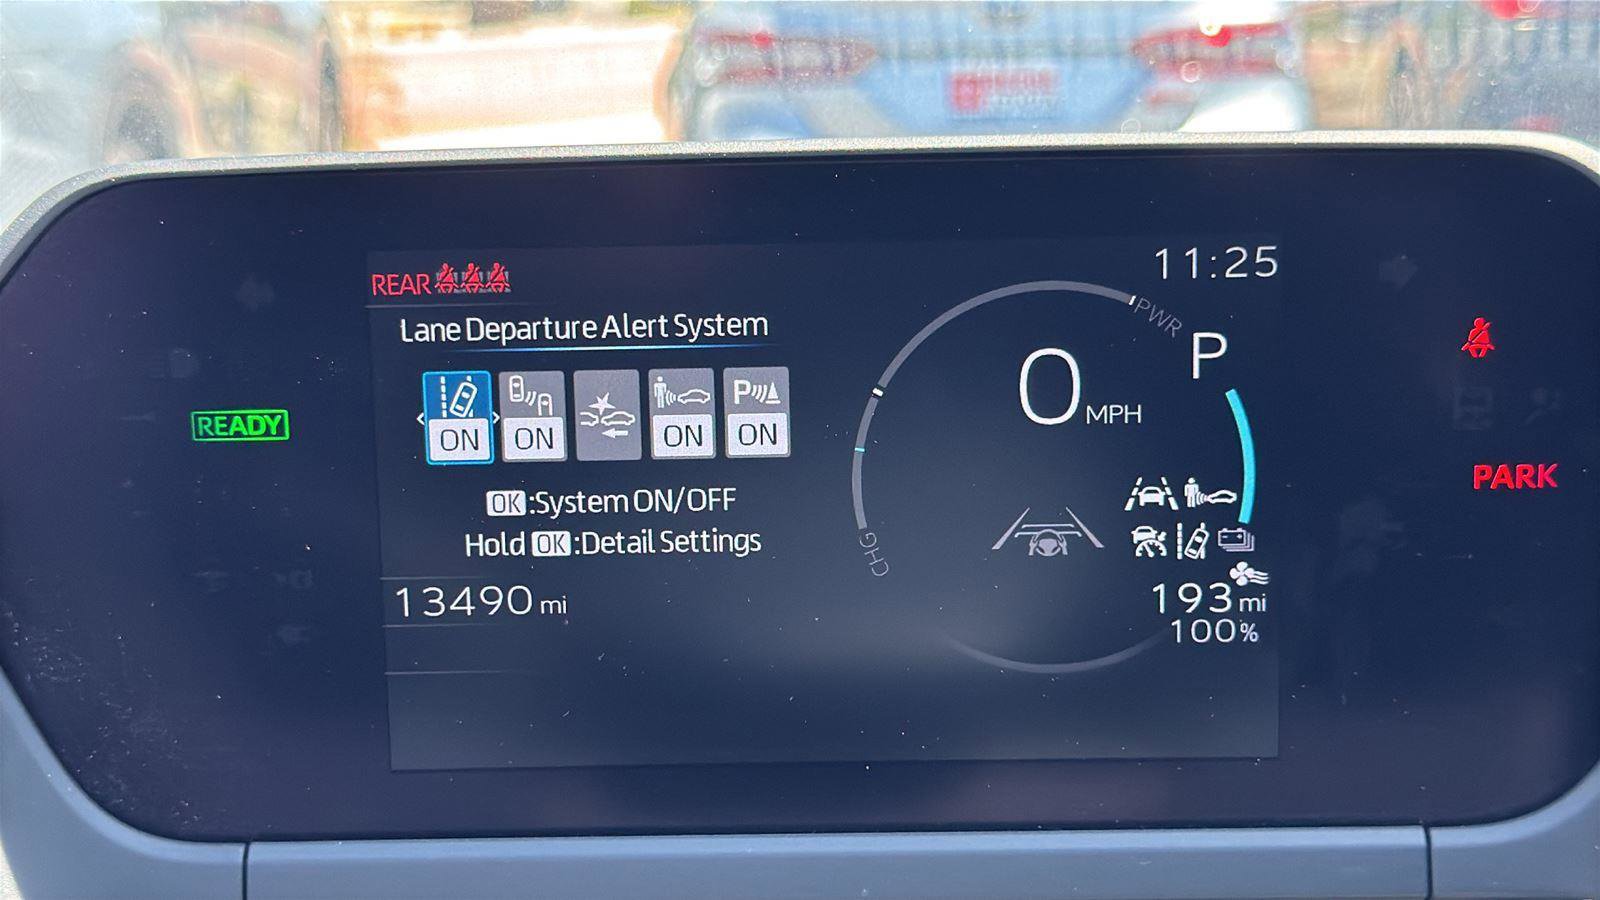 11:25
REAR
Lane Departure Alert System
PWR
P
0 MPH
P
ON ON ON ON
READY
PARK
OK:System ON/OFF
Hold OK:Detail Settings
CHG
13490 mi
193 mi
100%